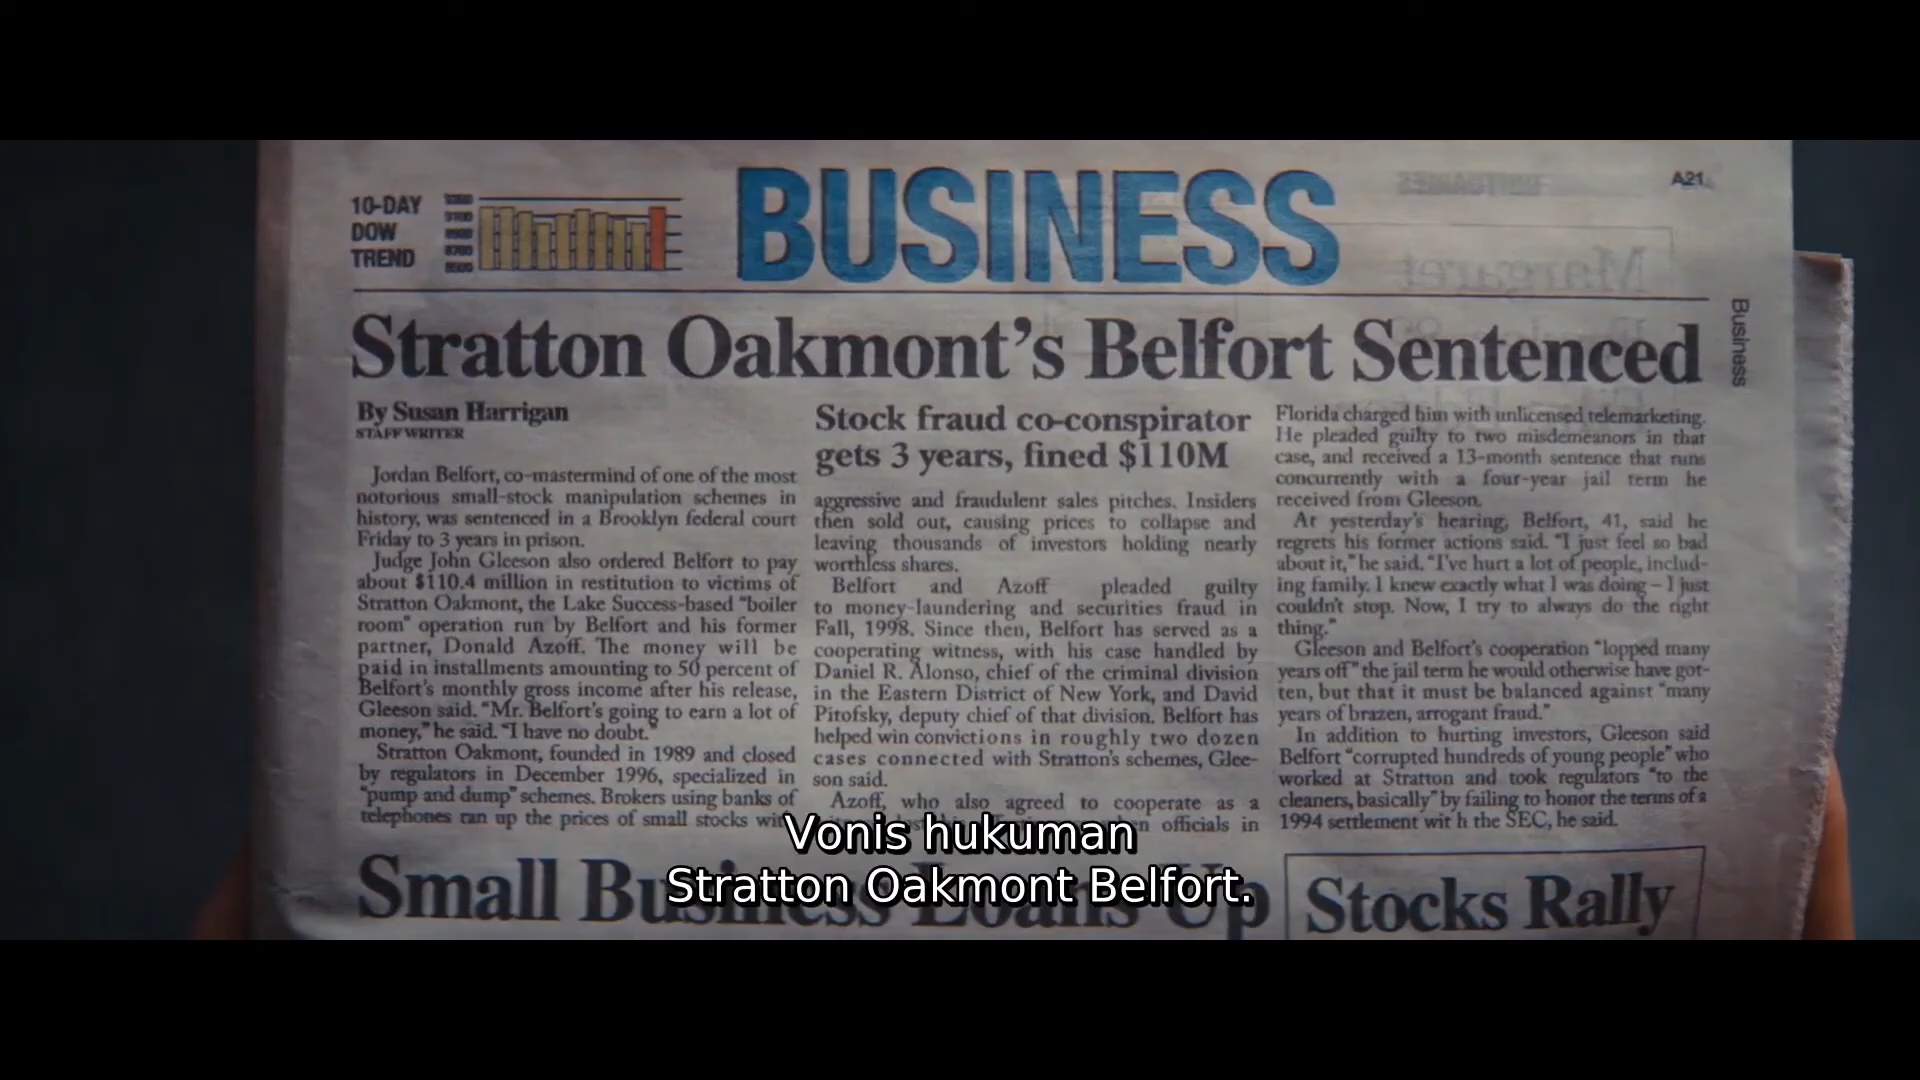 10-DAY
DOW
TREND
BUSINESS
A21
Business
Stratton Oakmont's Belfort Sentenced
By Susan Harrigan
STAFF WRITER
Jordan Belfort, co-mastermind of one of the most
notorious small-stock manipulation schemes in
history, was sentenced in a Brooklyn federal court
Friday to 3 years in prison.
Judge John Gleeson also ordered Belfort to pay
about $110.4 million in restitution to victims of
Stratton Oakmont, the Lake Success-based "boiler
room" operation run by Belfort and his former
partner, Donald Azoff. The money will be
paid in installments amounting to 50 percent of
Belfort's monthly gross income after his release,
Gleeson said. "Mr. Belfort's going to earn a lot of
money," he said. "I have no doubt."
Stratton Oakmont, founded in 1989 and closed
by regulators in December 1996, specialized in
"pump and dump" schemes. Brokers using banks of
telephones ran up the prices of small stocks
Stock fraud co-conspirator
gets 3 years, fined $110M
aggressive and fraudulent sales pitches. Insiders
then sold out, causing prices to collapse and
leaving thousands of investors holding nearly
worthless shares.
Belfort and Azoff pleaded guilty
to money-laundering and securities fraud in
Fall, 1998. Since then, Belfort has served as a
cooperating witness, with his case handled by
Daniel R. Alonso, chief of the criminal division
in the Eastern District of New York, and David
Pitofsky, deputy chief of that division. Belfort has
helped win convictions in roughly two dozen
cases connected with Stratton's schemes, Glee-
son said.
Azoff, who also agreed to cooperate as a
officials in
Florida charged him with unlicensed telemarketing.
He pleaded guilty to two misdemeanors in that
case, and received a 13-month sentence that runs
concurrently with a four-year jail term he
received from Gleeson.
At yesterday's hearing, Belfort, 41, said he
regrets his former actions said. "I just feel so bad
about it," he said. "I've hurt a lot of people, includ-
ing family. I knew exactly what I was doing – I just
couldn't stop. Now, I try to always do the right
thing."
Gleeson and Belfort's cooperation "lopped many
years off" the jail term he would otherwise have got-
ten, but that it must be balanced against "many
years of brazen, arrogant fraud."
In addition to hurting investors, Gleeson said
Belfort "corrupted hundreds of young people" who
worked at Stratton and took regulators "to the
cleaners, basically" by failing to honor the terms of a
1994 settlement wit h the SEC, he said.
Small Business Loans Up
Stocks Rally
Vonis hukuman
Stratton Oakmont Belfort.